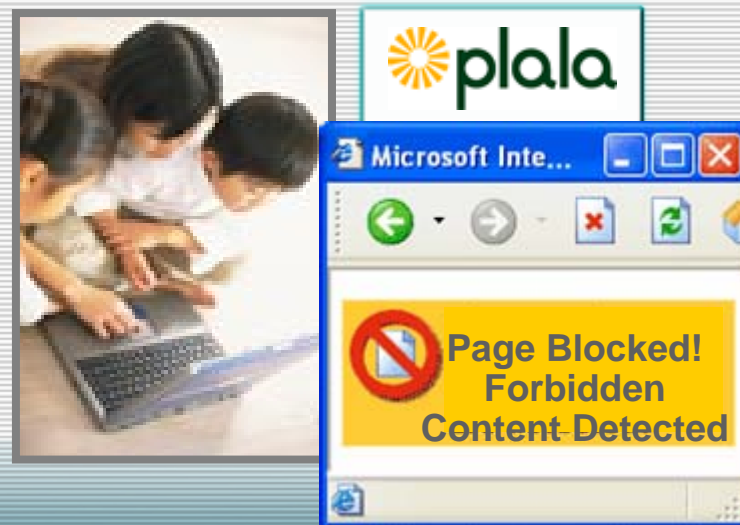 plala
Microsoft Inte...
Page Blocked!
Forbidden
Content Detected